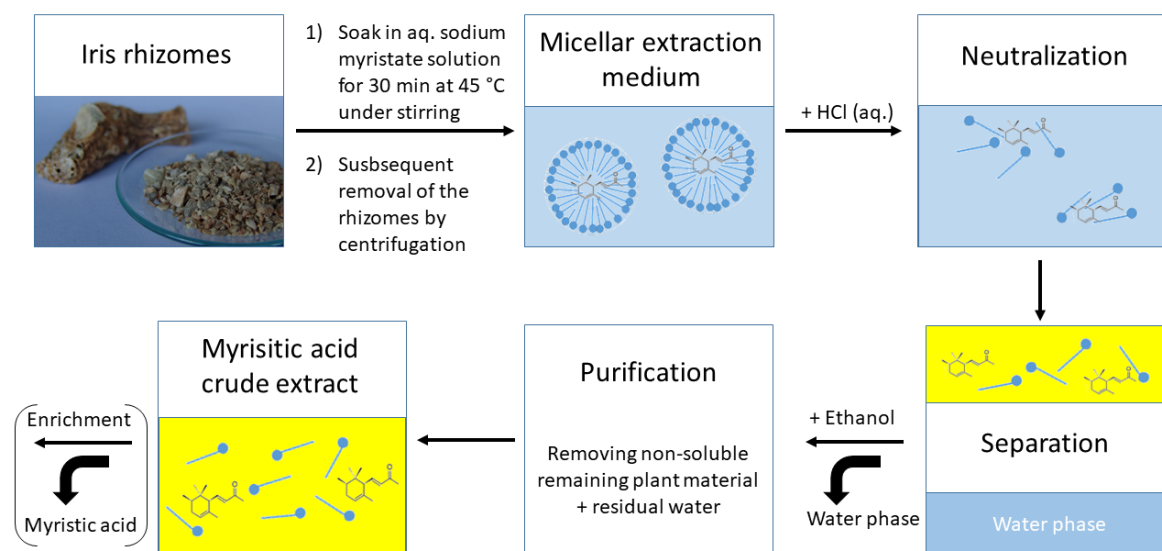 Iris rhizomes
1) Soak in aq. sodium
myristate solution
for 30 min at 45 °C
under stirring
2) Susbsequent
removal of the
rhizomes by
centrifugation
Micellar extraction
medium
+ HCl (aq.)
Neutralization
Separation
Water phase
+ Ethanol
Water phase
Purification
Removing non-soluble
remaining plant material
+ residual water
Myrisitic acid
crude extract
Enrichment
Myristic acid